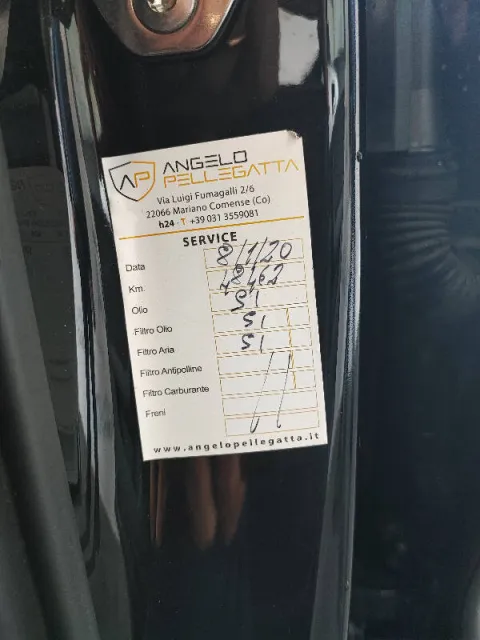 AP ANGELO
PELLEGATTA
Via Luigi Fumagalli 2/6
22066 Mariano Comense (Co)
h24 - T +39 031 3559081
SERVICE
Data 8/1/20
Km. 28462
Olio SI
Filtro Olio SI
Filtro Aria SI
Filtro Antipolline /
Filtro Carburante /
Freni
www.angelopellegatta.it